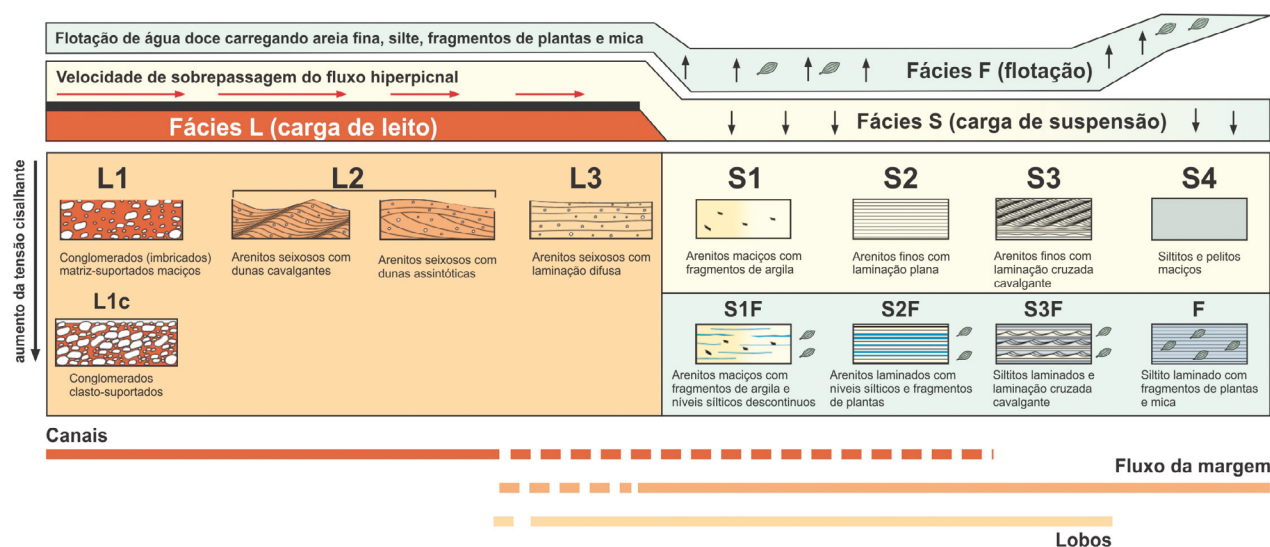 Flotação de água doce carregando areia fina, silte, fragmentos de plantas e mica
Fácies F (flotação)
Velocidade de sobrepassagem do fluxo hiperpicnal
Fácies L (carga de leito)
Fácies S (carga de suspensão)
aumento da tensão cisalhante
L1
L2
L3
S1
S2
S3
S4
Conglomerados (imbricados)
matriz-suportados maciços
Arenitos seixosos com
dunas cavalgantes
Arenitos seixosos com
dunas assintóticas
Arenitos seixosos com
laminação difusa
Arenitos maciços com
fragmentos de argila
Arenitos finos com
laminação plana
Arenitos finos com
laminação cruzada
cavalgante
Siltitos e pelitos
maciços
L1c
S1F
S2F
S3F
F
Conglomerados
clasto-suportados
Arenitos maciços com
fragmentos de argila e
níveis sílticos descontinuos
Arenitos laminados com
níveis sílticos e fragmentos
de plantas
Siltitos laminados e
laminação cruzada
cavalgante
Siltito laminado com
fragmentos de plantas
e mica
Canais
Fluxo da margem
Lobos